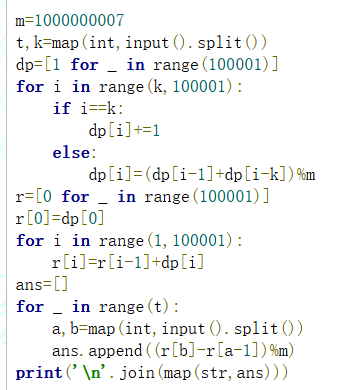 m=1000000007
t,k=map(int,input().split())
dp=[1 for _ in range(100001)]
for i in range(k,100001):
    if i==k:
        dp[i]+=1
    else:
        dp[i]=(dp[i-1]+dp[i-k])%m
r=[0 for _ in range(100001)]
r[0]=dp[0]
for i in range(1,100001):
    r[i]=r[i-1]+dp[i]
ans=[]
for _ in range(t):
    a,b=map(int,input().split())
    ans.append((r[b]-r[a-1])%m)
print('\n'.join(map(str,ans)))